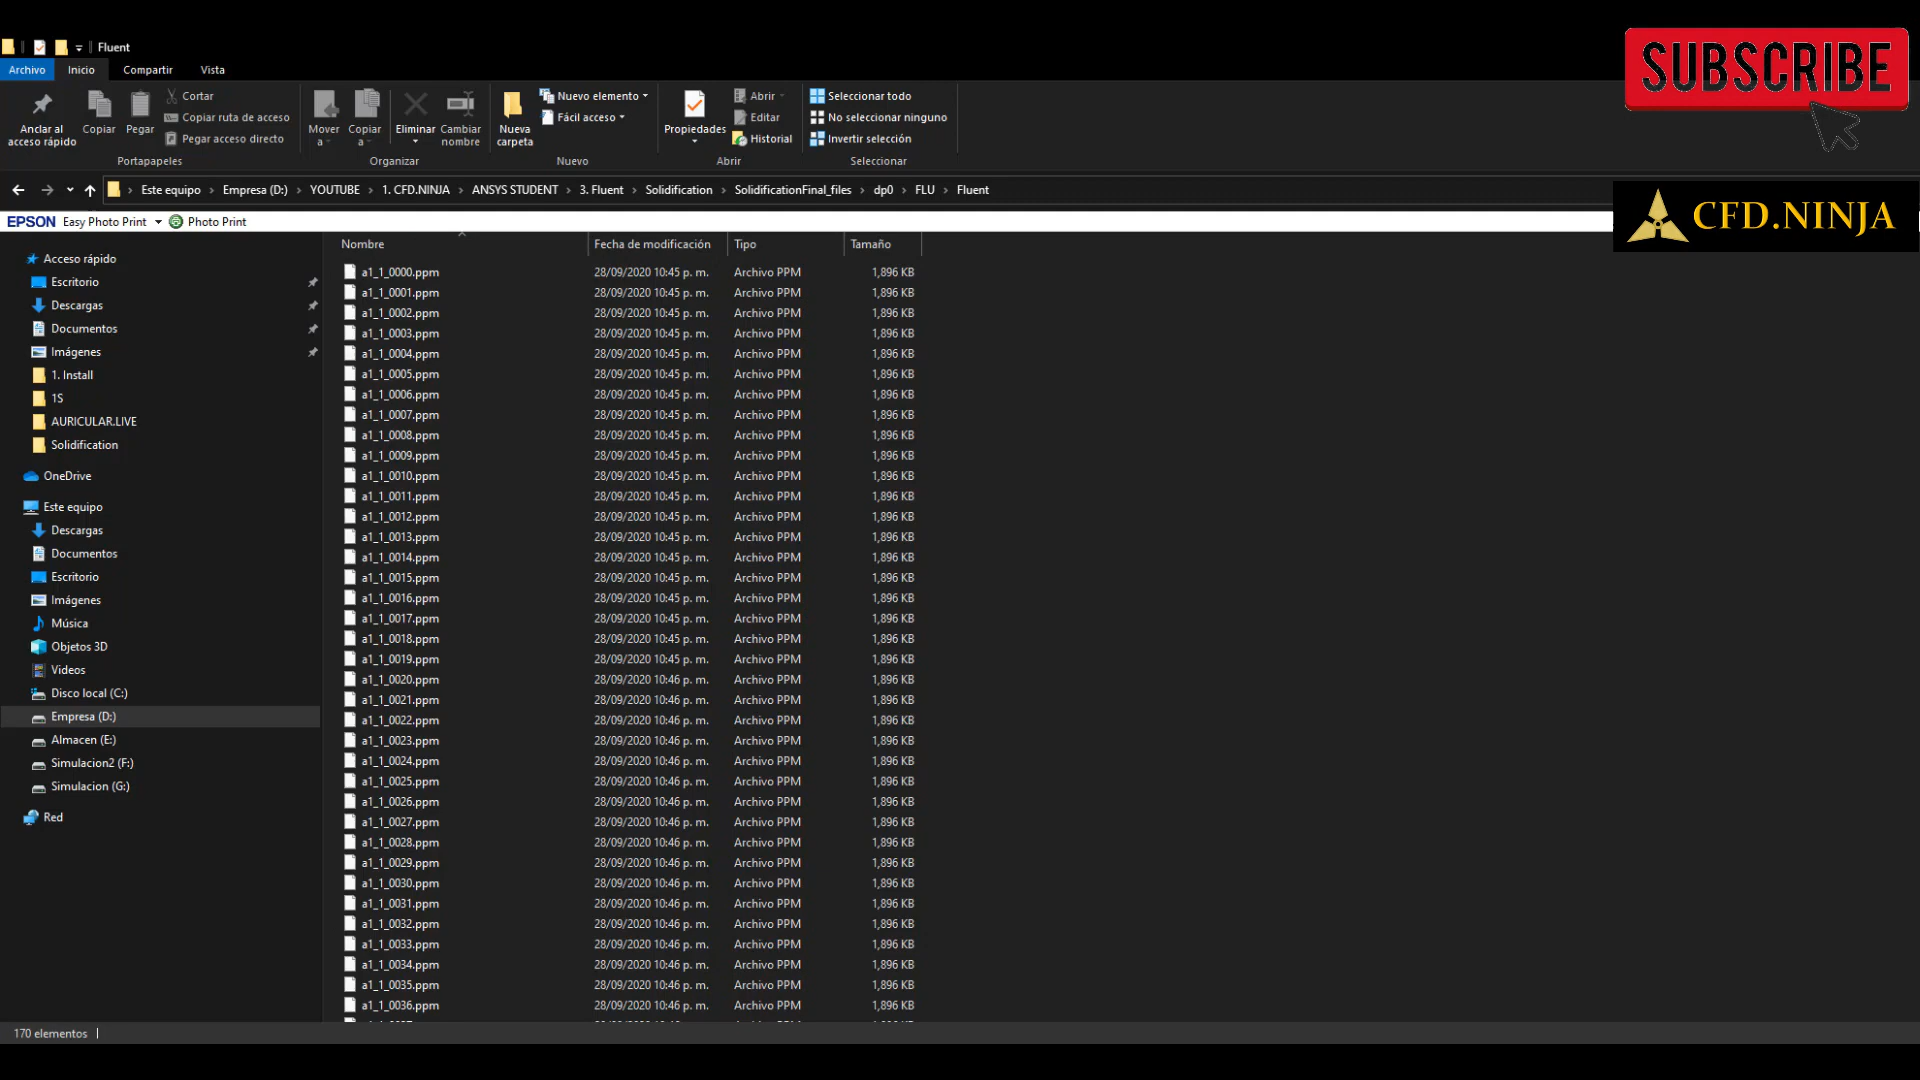 Fluent
SUBSCRIBE
Archivo Inicio Compartir Vista
Anclar al acceso rápido
Copiar
Pegar
Cortar
Copiar ruta de acceso
Pegar acceso directo
Portapapeles
Mover a
Copiar a
Eliminar
Cambiar nombre
Organizar
Nueva carpeta
Nuevo elemento
Fácil acceso
Nuevo
Propiedades
Abrir
Editar
Historial
Abrir
Seleccionar todo
No seleccionar ninguno
Invertir selección
Seleccionar
Este equipo > Empresa (D:) > YOUTUBE > 1. CFD.NINJA > ANSYS STUDENT > 3. Fluent > Solidification > SolidificationFinal_files > dp0 > FLU > Fluent
CFD.NINJA
EPSON Easy Photo Print Photo Print
Acceso rápido
Escritorio
Descargas
Documentos
Imágenes
1. Install
1S
AURICULAR.LIVE
Solidification
OneDrive
Este equipo
Descargas
Documentos
Escritorio
Imágenes
Música
Objetos 3D
Videos
Disco local (C:)
Empresa (D:)
Almacen (E:)
Simulacion2 (F:)
Simulacion (G:)
Red
Nombre Fecha de modificación Tipo Tamaño
a1_1_0000.ppm 28/09/2020 10:45 p. m. Archivo PPM 1,896 KB
a1_1_0001.ppm 28/09/2020 10:45 p. m. Archivo PPM 1,896 KB
a1_1_0002.ppm 28/09/2020 10:45 p. m. Archivo PPM 1,896 KB
a1_1_0003.ppm 28/09/2020 10:45 p. m. Archivo PPM 1,896 KB
a1_1_0004.ppm 28/09/2020 10:45 p. m. Archivo PPM 1,896 KB
a1_1_0005.ppm 28/09/2020 10:45 p. m. Archivo PPM 1,896 KB
a1_1_0006.ppm 28/09/2020 10:45 p. m. Archivo PPM 1,896 KB
a1_1_0007.ppm 28/09/2020 10:45 p. m. Archivo PPM 1,896 KB
a1_1_0008.ppm 28/09/2020 10:45 p. m. Archivo PPM 1,896 KB
a1_1_0009.ppm 28/09/2020 10:45 p. m. Archivo PPM 1,896 KB
a1_1_0010.ppm 28/09/2020 10:45 p. m. Archivo PPM 1,896 KB
a1_1_0011.ppm 28/09/2020 10:45 p. m. Archivo PPM 1,896 KB
a1_1_0012.ppm 28/09/2020 10:45 p. m. Archivo PPM 1,896 KB
a1_1_0013.ppm 28/09/2020 10:45 p. m. Archivo PPM 1,896 KB
a1_1_0014.ppm 28/09/2020 10:45 p. m. Archivo PPM 1,896 KB
a1_1_0015.ppm 28/09/2020 10:45 p. m. Archivo PPM 1,896 KB
a1_1_0016.ppm 28/09/2020 10:45 p. m. Archivo PPM 1,896 KB
a1_1_0017.ppm 28/09/2020 10:45 p. m. Archivo PPM 1,896 KB
a1_1_0018.ppm 28/09/2020 10:45 p. m. Archivo PPM 1,896 KB
a1_1_0019.ppm 28/09/2020 10:45 p. m. Archivo PPM 1,896 KB
a1_1_0020.ppm 28/09/2020 10:46 p. m. Archivo PPM 1,896 KB
a1_1_0021.ppm 28/09/2020 10:46 p. m. Archivo PPM 1,896 KB
a1_1_0022.ppm 28/09/2020 10:46 p. m. Archivo PPM 1,896 KB
a1_1_0023.ppm 28/09/2020 10:46 p. m. Archivo PPM 1,896 KB
a1_1_0024.ppm 28/09/2020 10:46 p. m. Archivo PPM 1,896 KB
a1_1_0025.ppm 28/09/2020 10:46 p. m. Archivo PPM 1,896 KB
a1_1_0026.ppm 28/09/2020 10:46 p. m. Archivo PPM 1,896 KB
a1_1_0027.ppm 28/09/2020 10:46 p. m. Archivo PPM 1,896 KB
a1_1_0028.ppm 28/09/2020 10:46 p. m. Archivo PPM 1,896 KB
a1_1_0029.ppm 28/09/2020 10:46 p. m. Archivo PPM 1,896 KB
a1_1_0030.ppm 28/09/2020 10:46 p. m. Archivo PPM 1,896 KB
a1_1_0031.ppm 28/09/2020 10:46 p. m. Archivo PPM 1,896 KB
a1_1_0032.ppm 28/09/2020 10:46 p. m. Archivo PPM 1,896 KB
a1_1_0033.ppm 28/09/2020 10:46 p. m. Archivo PPM 1,896 KB
a1_1_0034.ppm 28/09/2020 10:46 p. m. Archivo PPM 1,896 KB
a1_1_0035.ppm 28/09/2020 10:46 p. m. Archivo PPM 1,896 KB
a1_1_0036.ppm 28/09/2020 10:46 p. m. Archivo PPM 1,896 KB
170 elementos